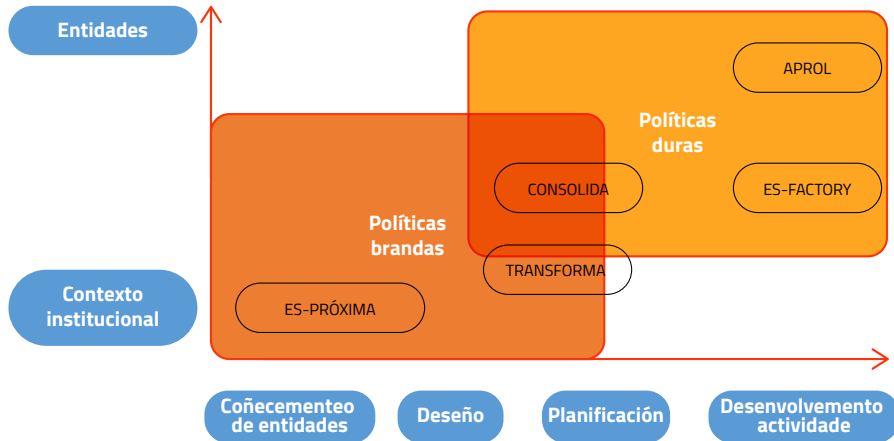 Entidades
APROL
Políticas
duras
CONSOLIDA
ES-FACTORY
Políticas
brandas
TRANSFORMA
Contexto
institucional
ES-PRÓXIMA
Coñecementeo
de entidades
Deseño
Planificación
Desenvolvemento
actividade